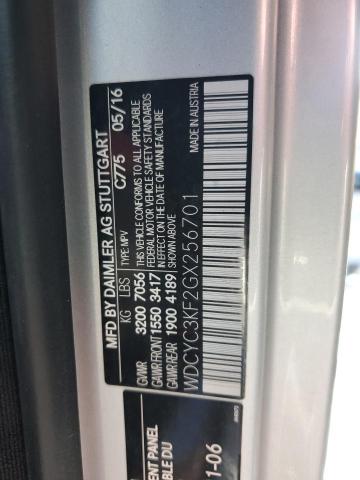 MFD BY DAIMLER AG STUTTGART
C775 05/16
KG LBS TYPE: MPV
GVWR 3200 7056 THIS VEHICLE CONFORMS TO ALL APPLICABLE
GAWR FRONT 1550 3417 FEDERAL MOTOR VEHICLE SAFETY STANDARDS
GAWR REAR 1900 4189 IN EFFECT ON THE DATE OF MANUFACTURE
SHOWN ABOVE
WDCYC3KF2GX256701
MADE IN AUSTRIA
ENT PANEL
ABLE DU
1-06